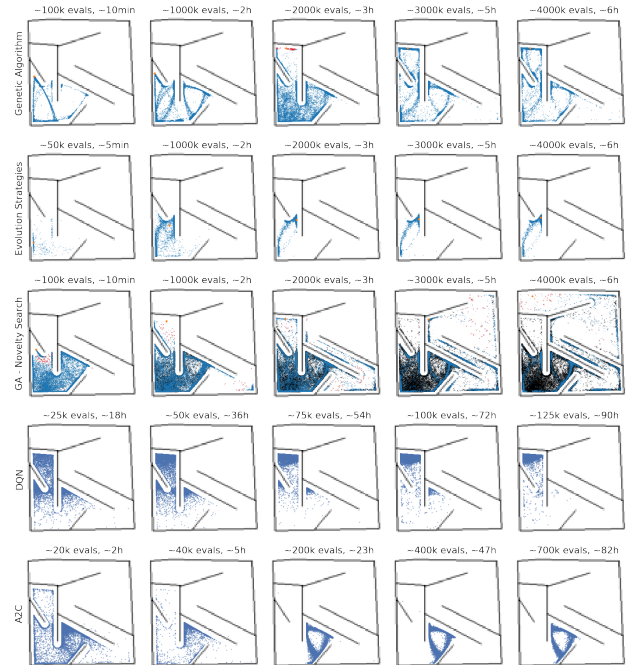 Genetic Algorithm
~100k evals, ~10min
~1000k evals, ~2h
~2000k evals, ~3h
~3000k evals, ~5h
~4000k evals, ~6h
Evolution Strategies
~50k evals, ~5min
~1000k evals, ~2h
~2000k evals, ~3h
~3000k evals, ~5h
~4000k evals, ~6h
GA - Novelty Search
~100k evals, ~10min
~1000k evals, ~2h
~2000k evals, ~3h
~3000k evals, ~5h
~4000k evals, ~6h
DQN
~25k evals, ~18h
~50k evals, ~36h
~75k evals, ~54h
~100k evals, ~72h
~125k evals, ~90h
A2C
~20k evals, ~2h
~40k evals, ~5h
~200k evals, ~23h
~400k evals, ~47h
~700k evals, ~82h